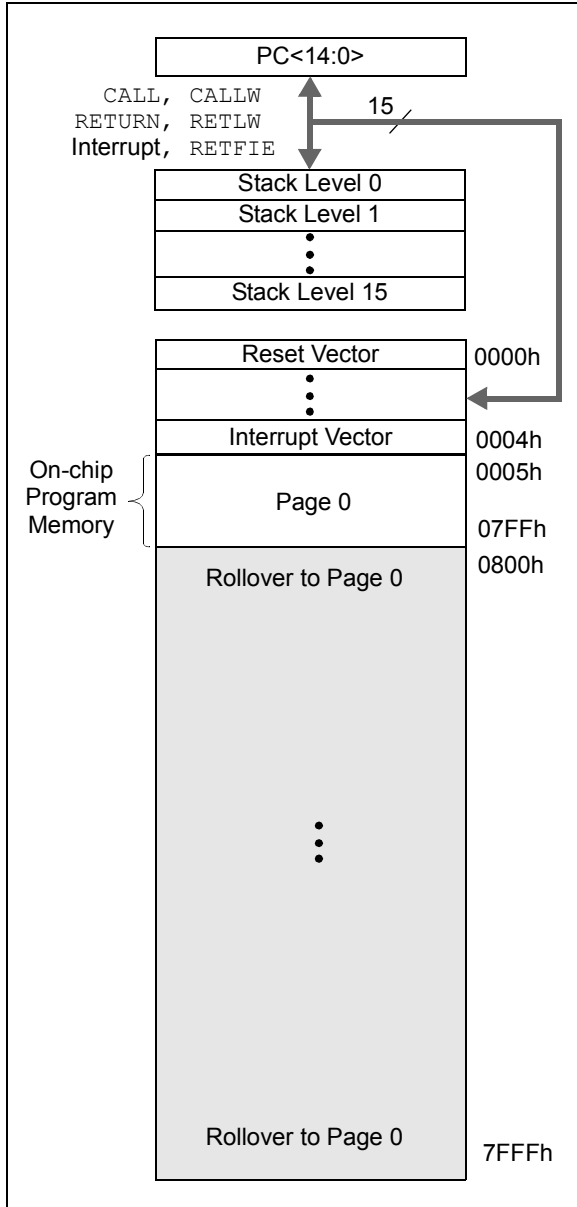 PC<14:0>
CALL, CALLW
RETURN, RETLW
Interrupt, RETFIE
15
Stack Level 0
Stack Level 1
Stack Level 15
Reset Vector
0000h
Interrupt Vector
0004h
On-chip
Program
Memory
Page 0
0005h
07FFh
Rollover to Page 0
0800h
Rollover to Page 0
7FFFh